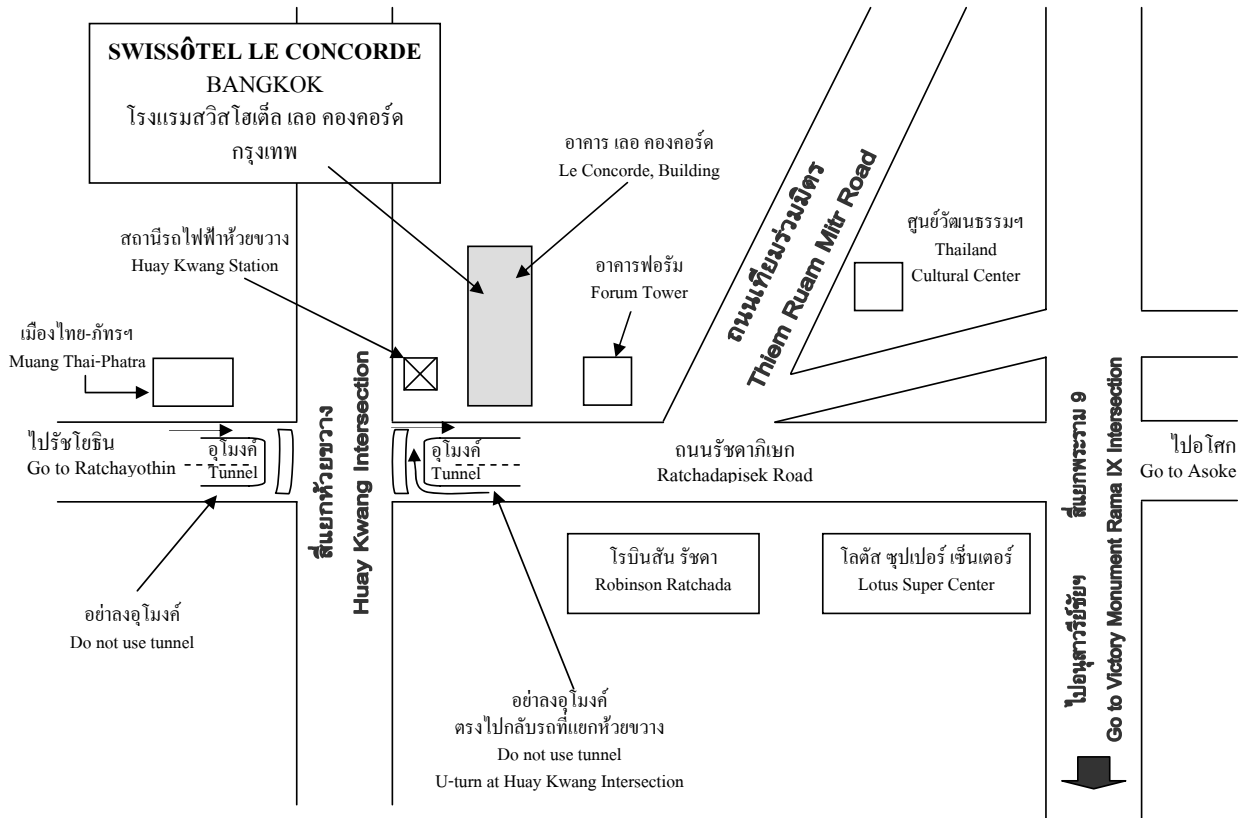 SWISSÔTEL LE CONCORDE
BANGKOK
โรงแรมสวิสโฮเต็ล เลอ คองคอร์ด
กรุงเทพ
อาคาร เลอ คองคอร์ด
Le Concorde, Building
สถานีรถไฟฟ้าห้วยขวาง
Huay Kwang Station
อาคารฟอรัม
Forum Tower
ถนนเทียมร่วมมิตร
Thiem Ruam Mitr Road
ศูนย์วัฒนธรรมฯ
Thailand
Cultural Center
เมืองไทย-ภัทรฯ
Muang Thai-Phatra
ไปรัชโยธิน
Go to Ratchayothin
อุโมงค์
Tunnel
สี่แยกห้วยขวาง
Huay Kwang Intersection
อุโมงค์
Tunnel
ถนนรัชดาภิเษก
Ratchadapisek Road
สี่แยกพระราม 9
ไปอนุสาวรีย์ชัยฯ
Go to Victory Monument Rama IX Intersection
ไปอโศก
Go to Asoke
โรบินสัน รัชดา
Robinson Ratchada
โลตัส ซุปเปอร์ เซ็นเตอร์
Lotus Super Center
อย่าลงอุโมงค์
Do not use tunnel
อย่าลงอุโมงค์
ตรงไปกลับรถที่แยกห้วยขวาง
Do not use tunnel
U-turn at Huay Kwang Intersection